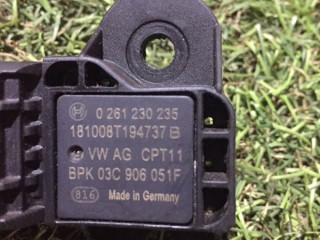 0 261 230 235
181008T194737 B
VW AG CPT11
BPK 03C 906 051F
816 Made in Germany